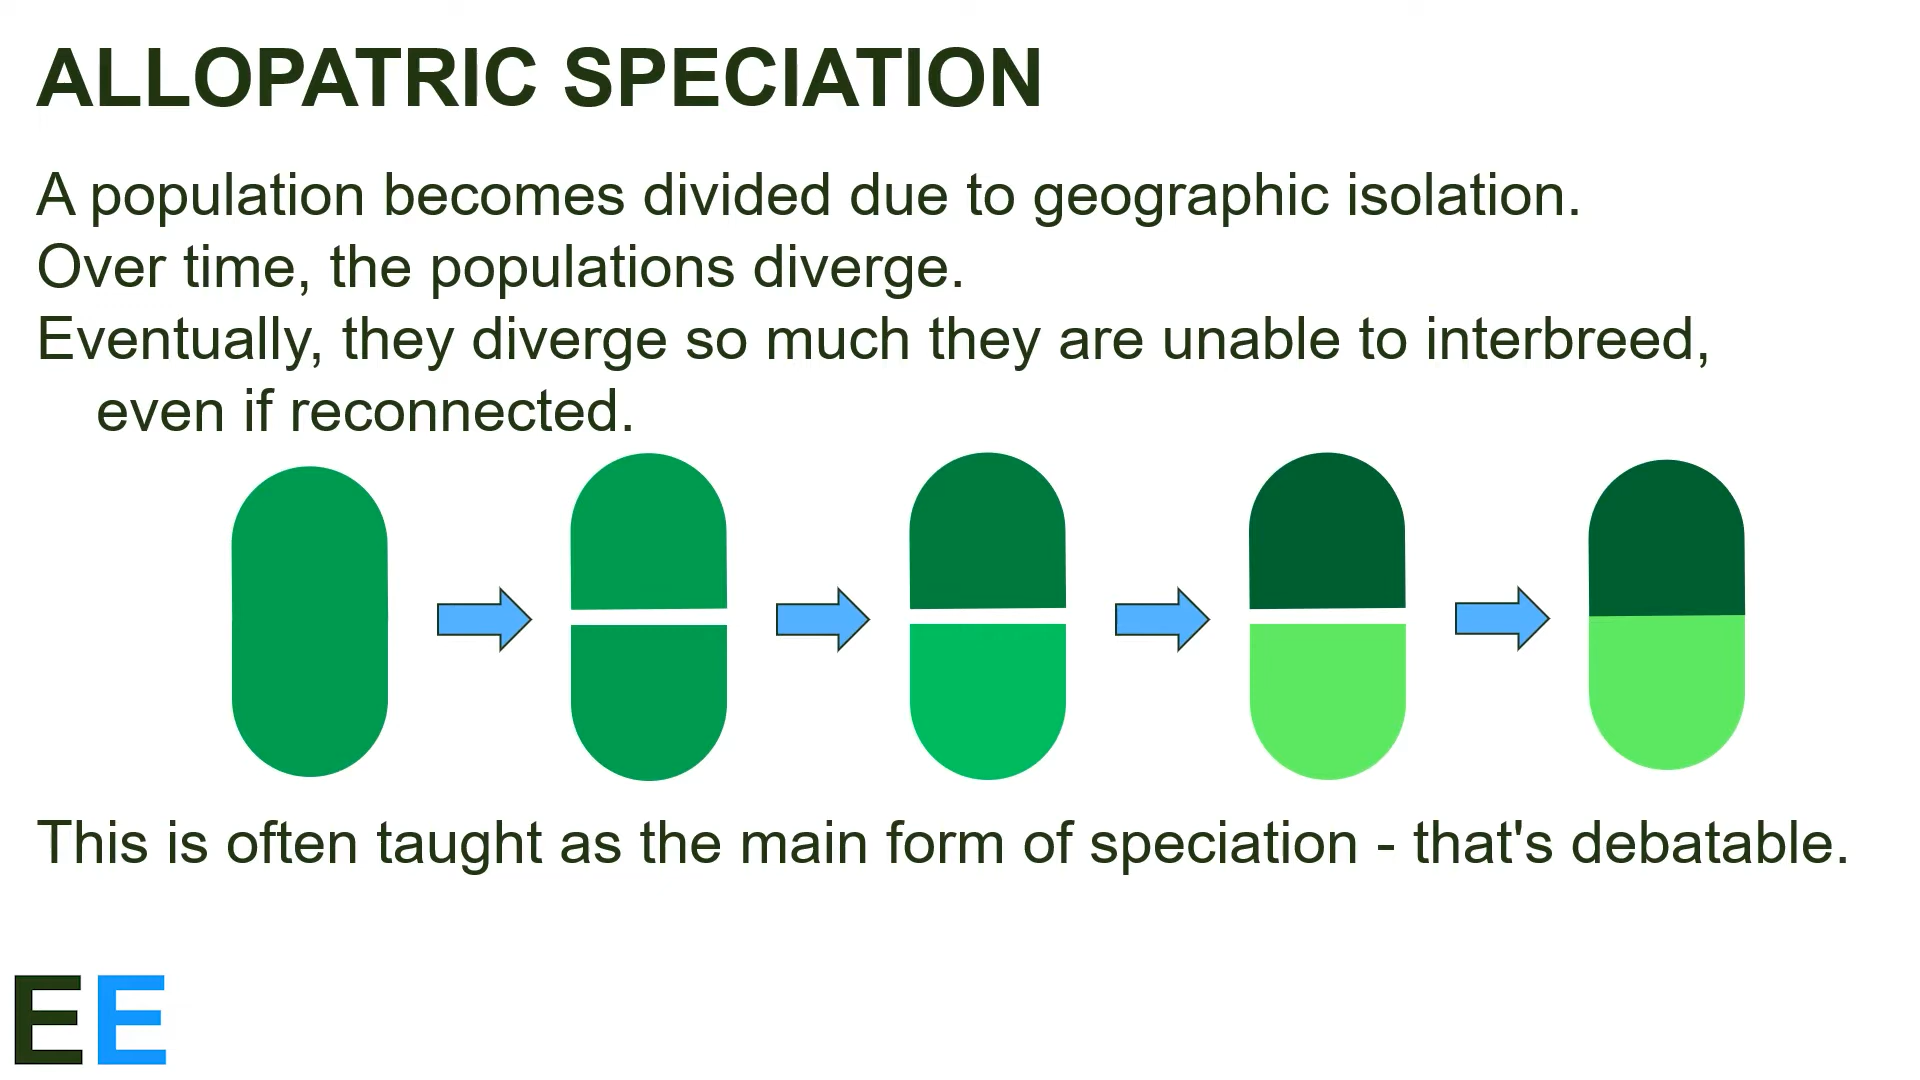 ALLOPATRIC SPECIATION
A population becomes divided due to geographic isolation.
Over time, the populations diverge.
Eventually, they diverge so much they are unable to interbreed,
even if reconnected.
This is often taught as the main form of speciation - that's debatable.
EE